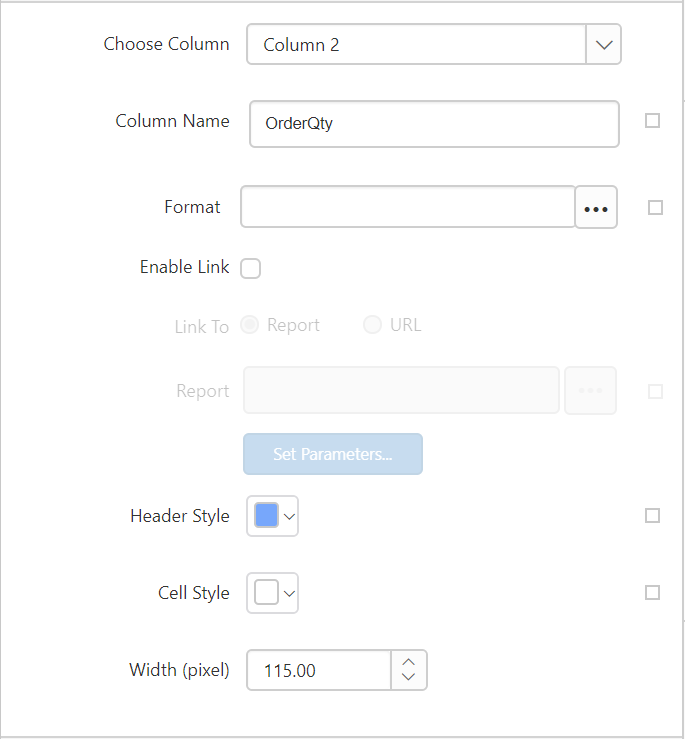 Choose Column Column 2
Column Name OrderQty
Format ...
Enable Link
Link To Report URL
Report ...
Set Parameters...
Header Style
Cell Style
Width (pixel) 115.00